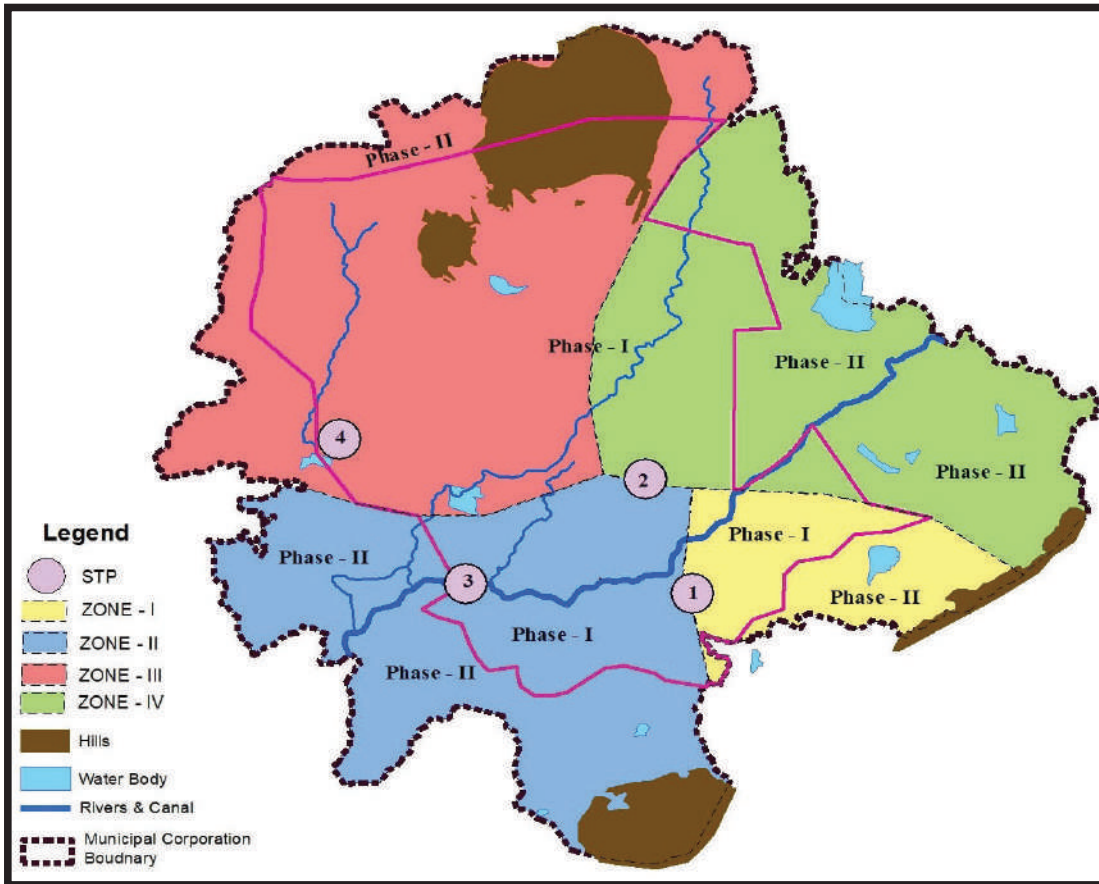 Phase - II
Phase - I
Phase - II
4
2
Phase - II
Phase - I
Phase - II
3
1
Phase - II
Phase - I
Phase - II
Legend
STP
ZONE - I
ZONE - II
ZONE - III
ZONE - IV
Hills
Water Body
Rivers & Canal
Municipal Corporation
Boudnary